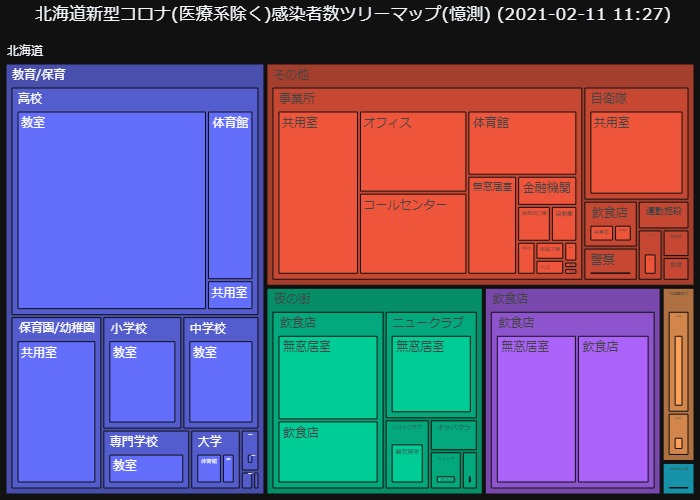 北海道新型コロナ(医療系除く)感染者数ツリーマップ(憶測) (2021-02-11 11:27)
北海道
教育/保育
高校
教室
体育館
共用室
保育園/幼稚園
共用室
小学校
教室
中学校
教室
専門学校
教室
大学
体育館
その他
事業所
共用室
オフィス
コールセンター
体育館
無窓居室
金融機関
自衛隊
共用室
飲食店
運動施設
警察
夜の街
飲食店
無窓居室
飲食店
ニュークラブ
無窓居室
キャバクラ
無窓居室
飲食店
飲食店
無窓居室
飲食店